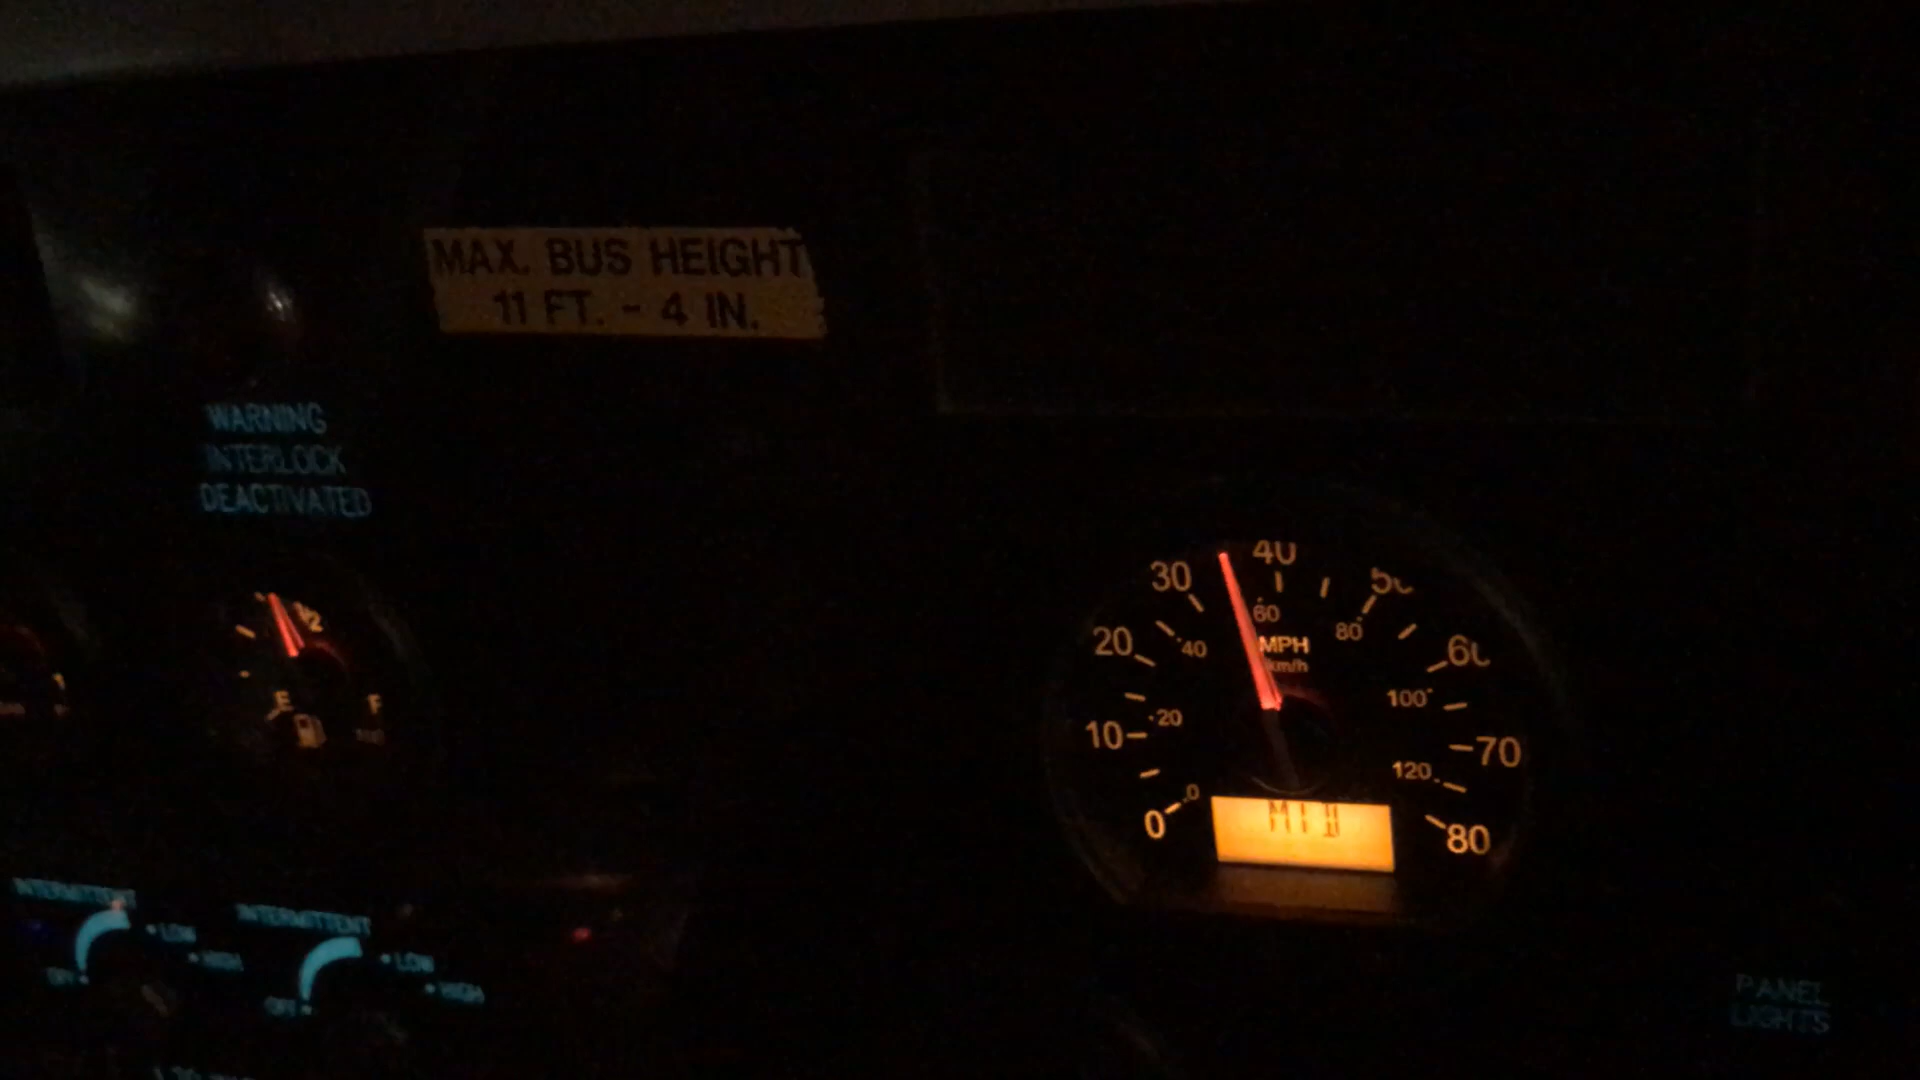 MAX. BUS HEIGHT
11 FT. - 4 IN.
WARNING
INTERLOCK
DEACTIVATED
1/2
E
F
0
10
20
30
40
50
60
70
80
0
20
40
60
80
100
120
MPH
km/h
INTERMITTENT
LOW
HIGH
OFF
INTERMITTENT
LOW
HIGH
OFF
PANEL
LIGHTS